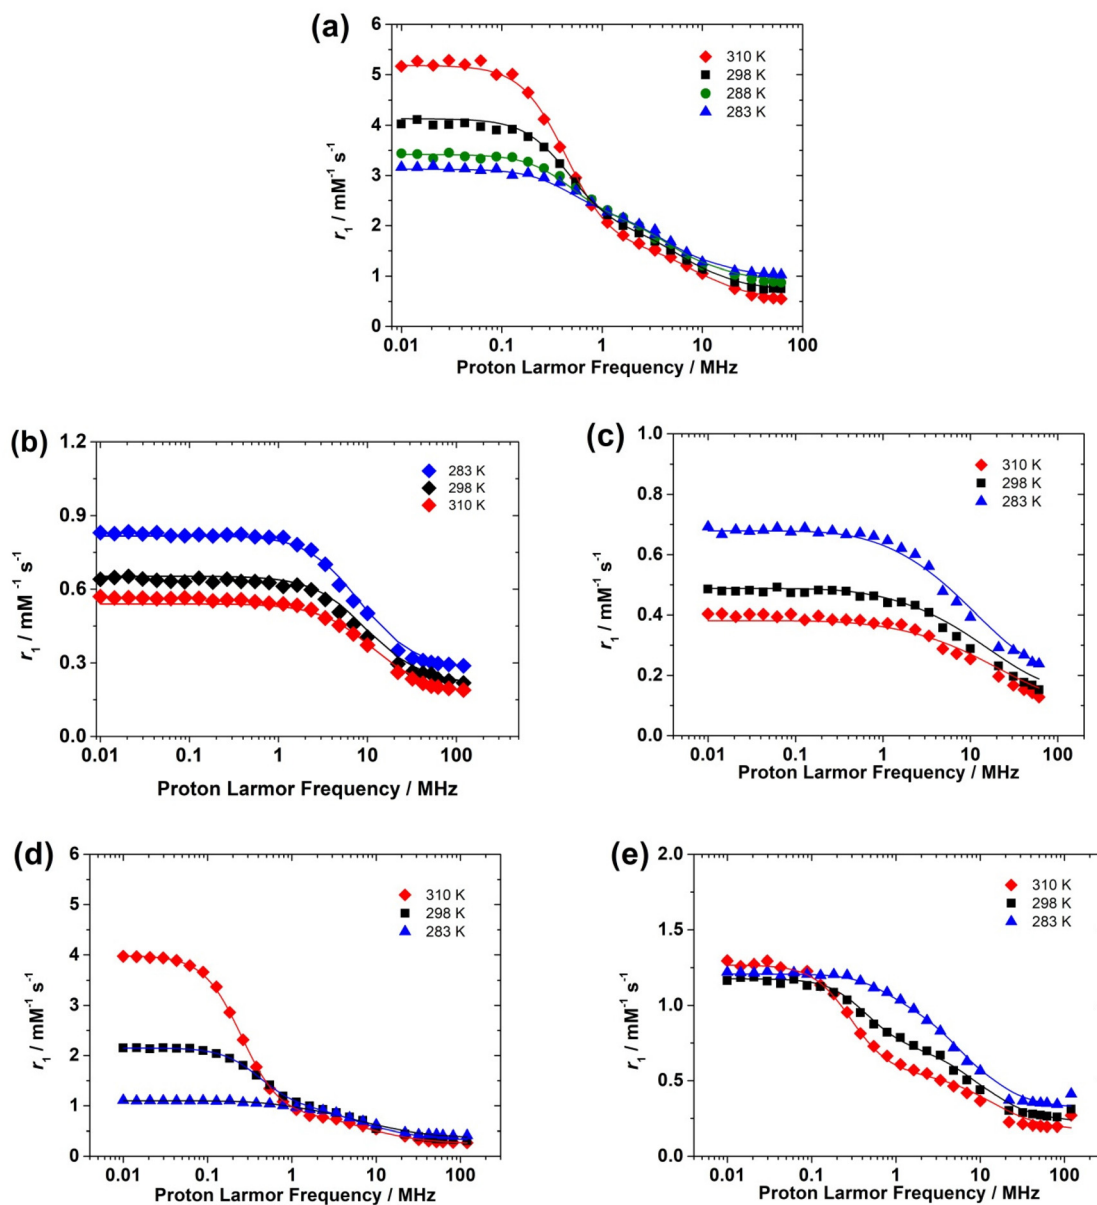 (a)
6
5
4
3
2
1
0
r₁ / mM⁻¹ s⁻¹
310 K
298 K
288 K
283 K
0.01 0.1 1 10 100
Proton Larmor Frequency / MHz
(b)
1.2
0.9
0.6
0.3
0.0
r₁ / mM⁻¹ s⁻¹
283 K
298 K
310 K
0.01 0.1 1 10 100
Proton Larmor Frequency / MHz
(c)
1.0
0.8
0.6
0.4
0.2
0.0
r₁ / mM⁻¹ s⁻¹
310 K
298 K
283 K
0.01 0.1 1 10 100
Proton Larmor Frequency / MHz
(d)
6
5
4
3
2
1
0
r₁ / mM⁻¹ s⁻¹
310 K
298 K
283 K
0.01 0.1 1 10 100
Proton Larmor Frequency / MHz
(e)
2.0
1.5
1.0
0.5
0.0
r₁ / mM⁻¹ s⁻¹
310 K
298 K
283 K
0.01 0.1 1 10 100
Proton Larmor Frequency / MHz